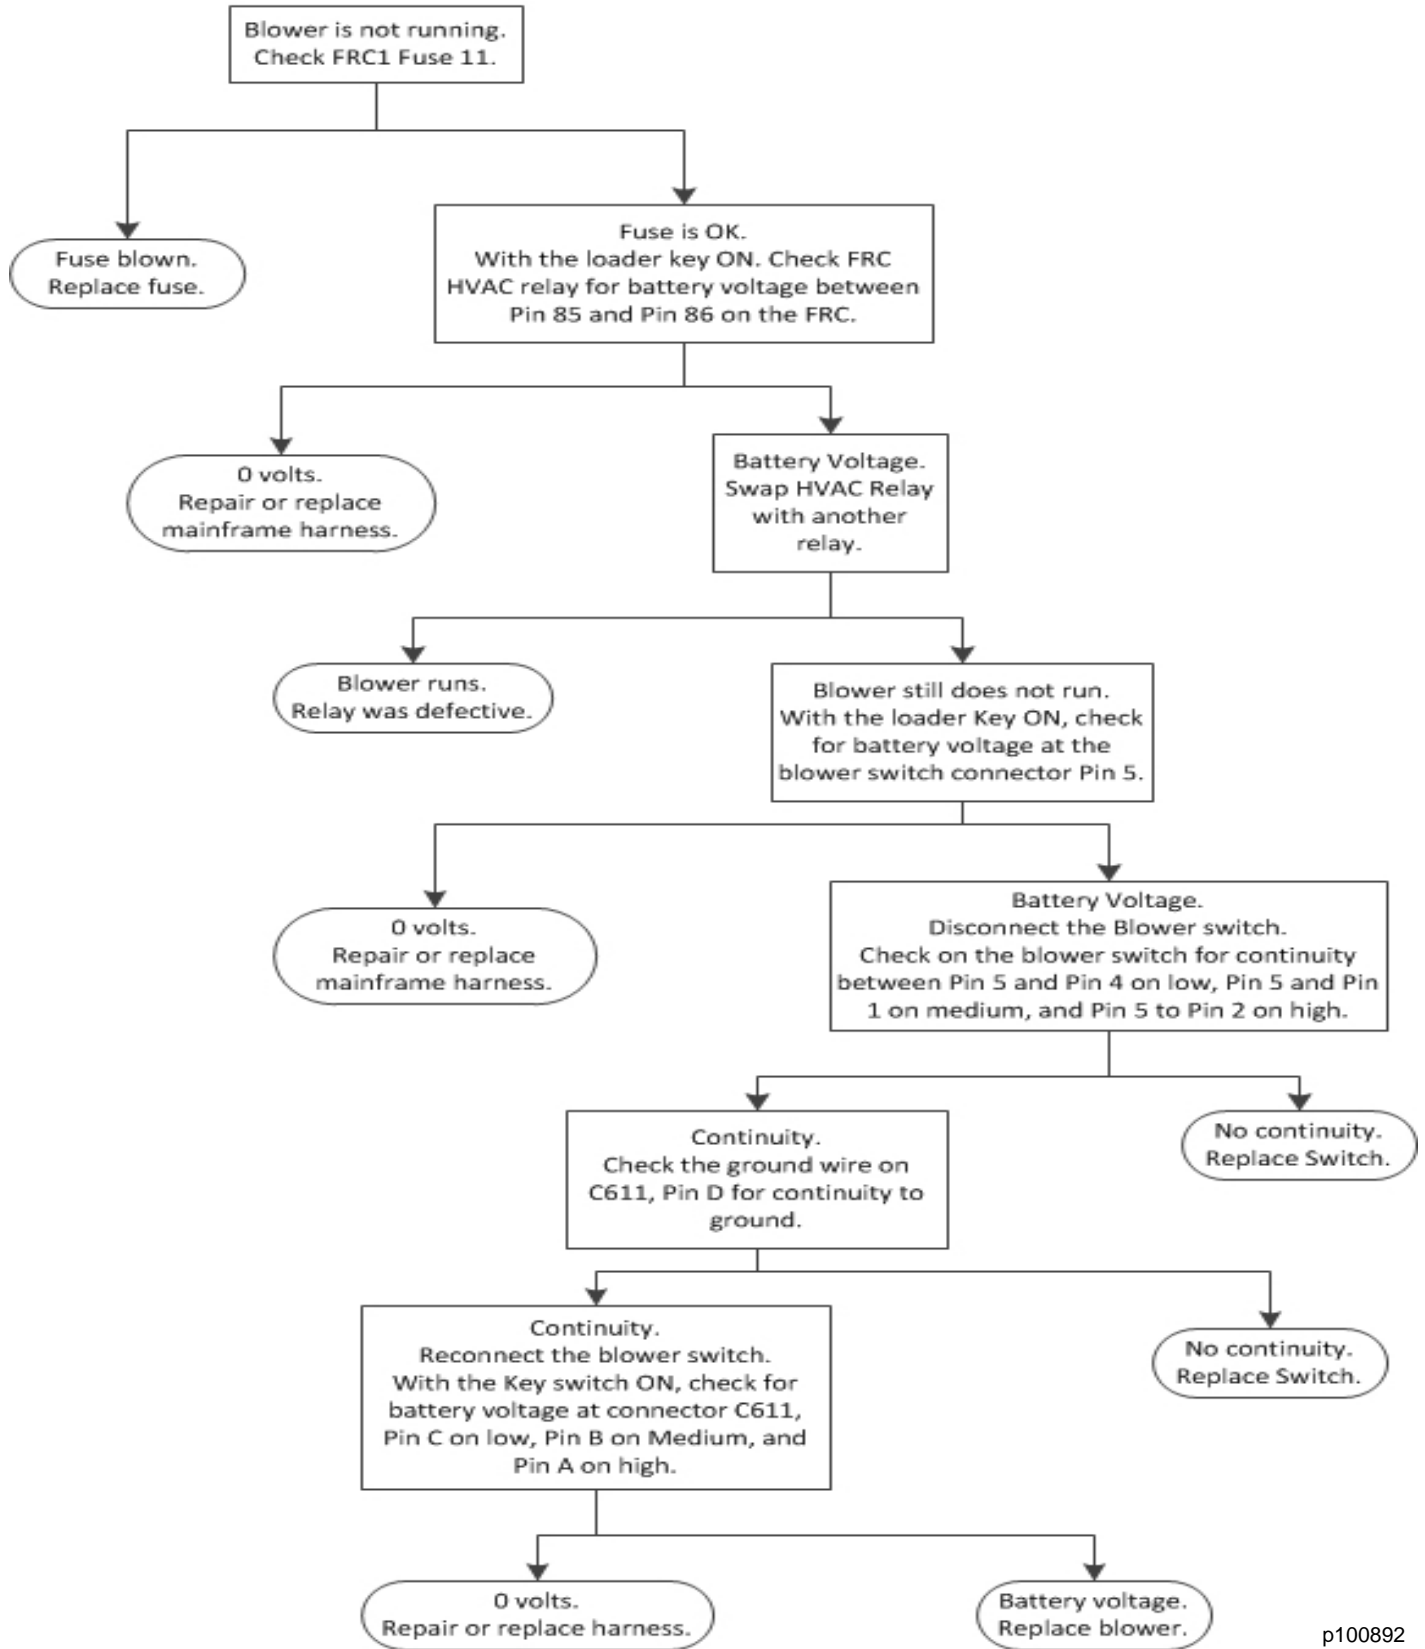 Blower is not running.
Check FRC1 Fuse 11.
Fuse blown.
Replace fuse.
Fuse is OK.
With the loader key ON. Check FRC
HVAC relay for battery voltage between
Pin 85 and Pin 86 on the FRC.
0 volts.
Repair or replace
mainframe harness.
Battery Voltage.
Swap HVAC Relay
with another
relay.
Blower runs.
Relay was defective.
Blower still does not run.
With the loader Key ON, check
for battery voltage at the
blower switch connector Pin 5.
0 volts.
Repair or replace
mainframe harness.
Battery Voltage.
Disconnect the Blower switch.
Check on the blower switch for continuity
between Pin 5 and Pin 4 on low, Pin 5 and Pin
1 on medium, and Pin 5 to Pin 2 on high.
Continuity.
Check the ground wire on
C611, Pin D for continuity to
ground.
No continuity.
Replace Switch.
Continuity.
Reconnect the blower switch.
With the Key switch ON, check for
battery voltage at connector C611,
Pin C on low, Pin B on Medium, and
Pin A on high.
No continuity.
Replace Switch.
0 volts.
Repair or replace harness.
Battery voltage.
Replace blower.
p100892